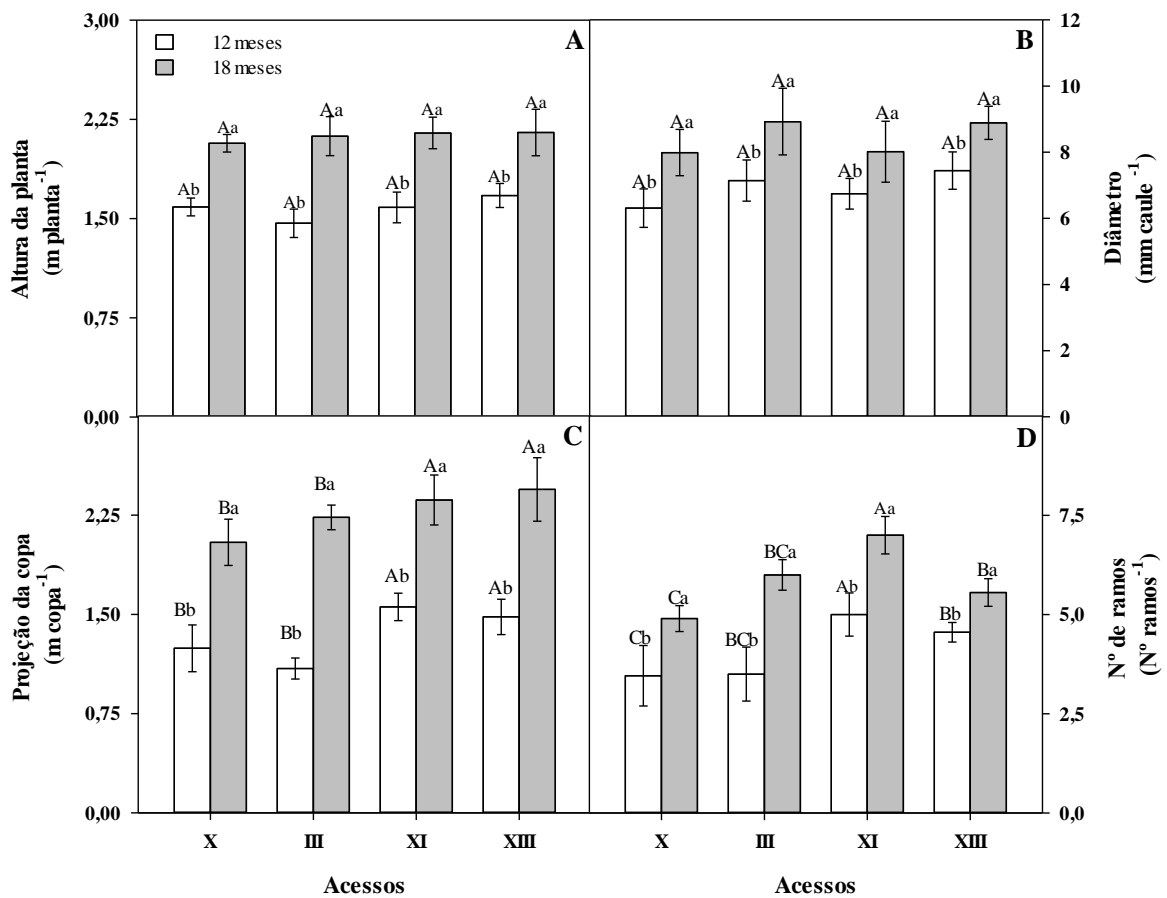 3,00
2,25
1,50
0,75
0,00
Altura da planta
(m planta-1)
12 meses
18 meses
A
Ab
Aa
Ab
Aa
Ab
Aa
Ab
Aa
B
Ab
Aa
Ab
Aa
Ab
Aa
Ab
Aa
12
10
8
6
4
2
0
Diâmetro
(mm caule -1)
2,25
1,50
0,75
0,00
Projeção da copa
(m copa-1)
C
Bb
Ba
Bb
Ba
Ab
Aa
Ab
Aa
D
Cb
Ca
BCb
BCa
Ab
Aa
Bb
Ba
7,5
5,0
2,5
0,0
Nº de ramos
(Nº ramos-1)
X III XI XIII
X III XI XIII
Acessos
Acessos